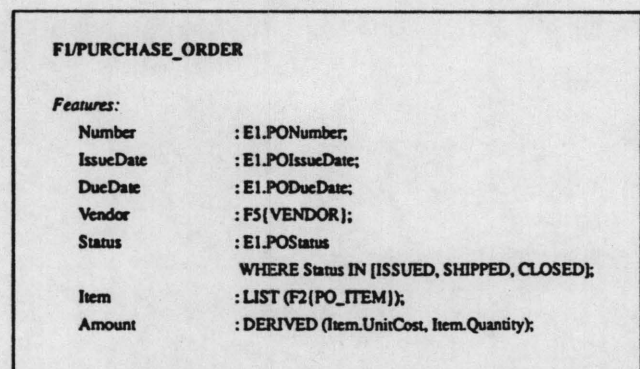 F1/PURCHASE_ORDER
Features:
Number : E1.PONumber;
IssueDate : E1.POIssueDate;
DueDate : E1.PODueDate;
Vendor : F5{VENDOR};
Status : E1.POStatus
WHERE Status IN [ISSUED, SHIPPED, CLOSED];
Item : LIST (F2{PO_ITEM});
Amount : DERIVED (Item.UnitCost, Item.Quantity);